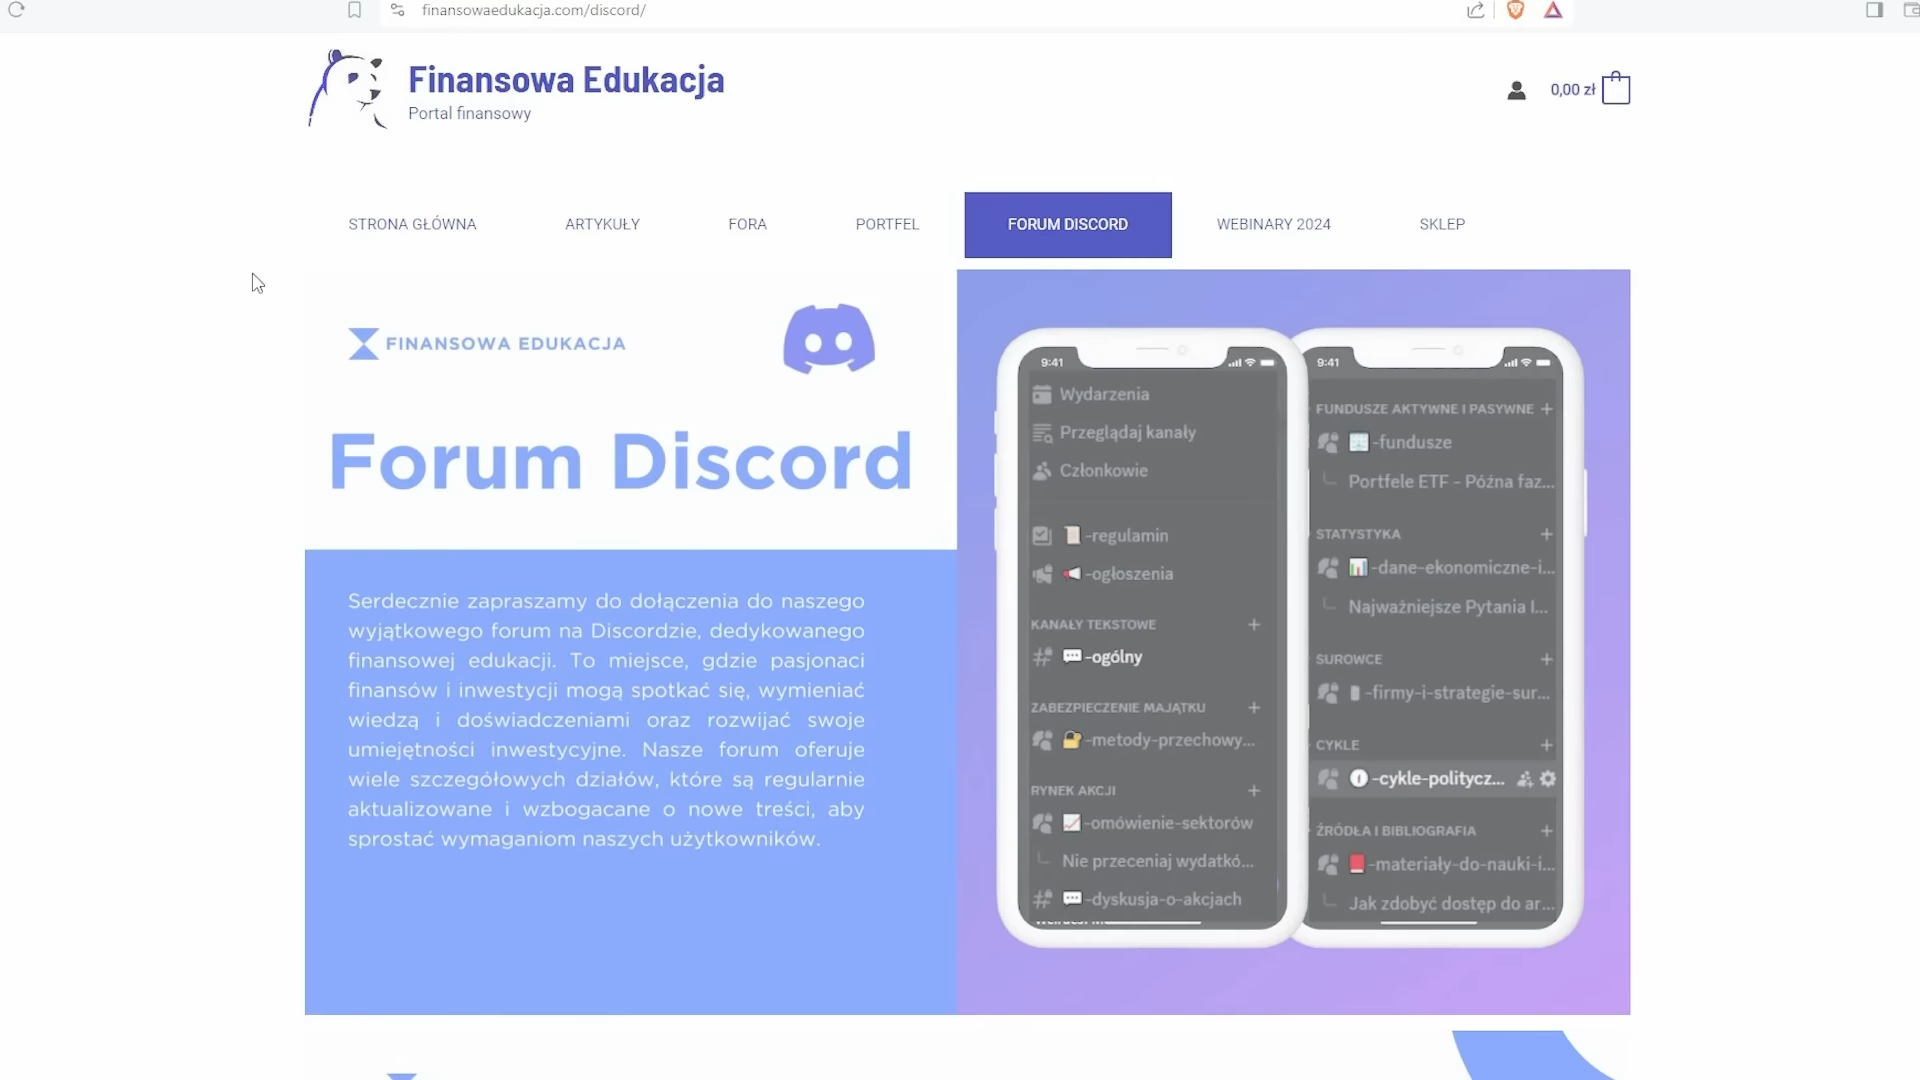 finansowaedukacja.com/discord/
Finansowa Edukacja
Portal finansowy
0,00 zł
STRONA GŁÓWNA ARTYKUŁY FORA PORTFEL FORUM DISCORD WEBINARY 2024 SKLEP
FINANSOWA EDUKACJA
Forum Discord
Serdecznie zapraszamy do dołączenia do naszego
wyjątkowego forum na Discordzie, dedykowanego
finansowej edukacji. To miejsce, gdzie pasjonaci
finansów i inwestycji mogą spotkać się, wymieniać
wiedzą i doświadczeniami oraz rozwijać swoje
umiejętności inwestycyjne. Nasze forum oferuje
wiele szczegółowych działów, które są regularnie
aktualizowane i wzbogacane o nowe treści, aby
sprostać wymaganiom naszych użytkowników.
9:41
Wydarzenia
Przeglądaj kanały
Członkowie
-regulamin
-ogłoszenia
KANAŁY TEKSTOWE
-ogólny
ZABEZPIECZENIE MAJĄTKU
-metody-przechowy...
RYNEK AKCJI
-omówienie-sektorów
Nie przeceniaj wydatkó...
-dyskusja-o-akcjach
9:41
FUNDUSZE AKTYWNE I PASYWNE
-fundusze
Portfele ETF - Późna faz...
STATYSTYKA
-dane-ekonomiczne-i...
Najważniejsze Pytania I...
SUROWCE
-firmy-i-strategie-sur...
CYKLE
-cykle-politycz...
ŹRÓDŁA I BIBLIOGRAFIA
-materiały-do-nauki-i...
Jak zdobyć dostęp do ar...